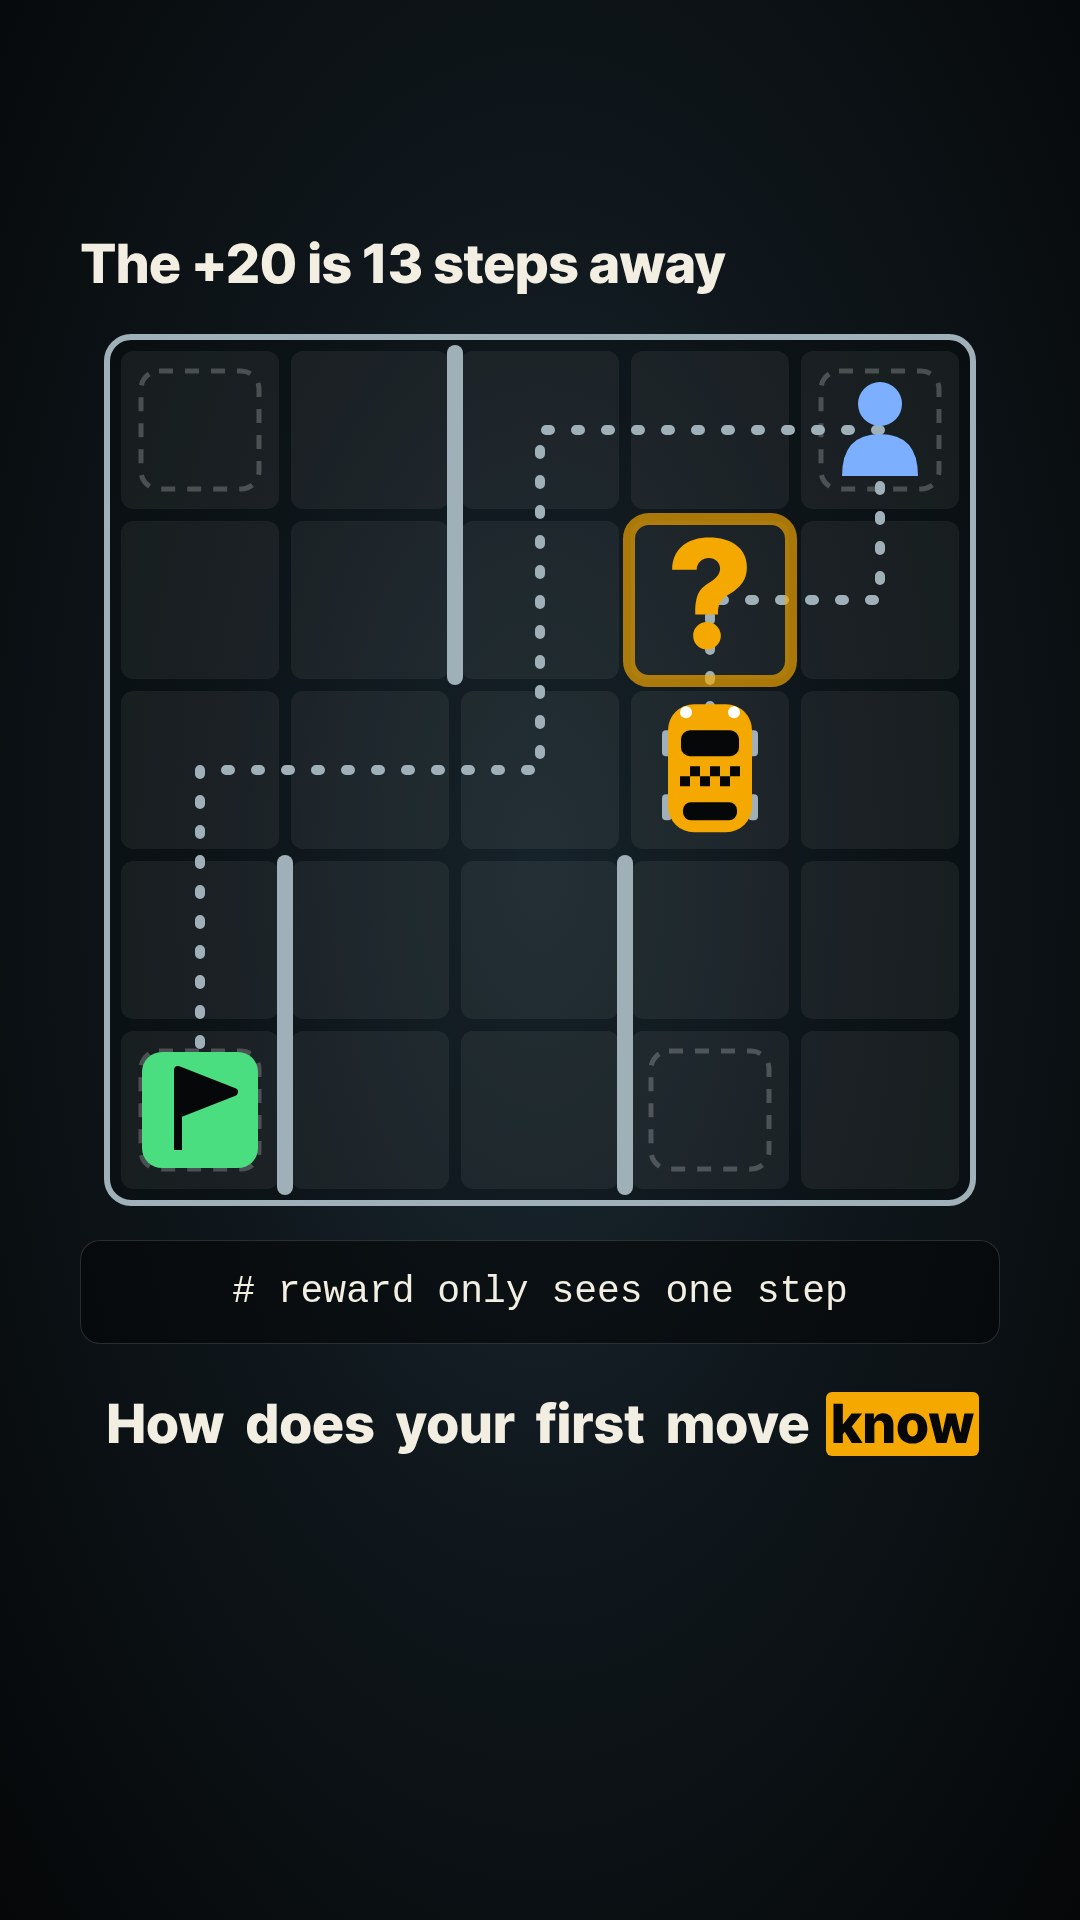 The +20 is 13 steps away
?
# reward only sees one step
How does your first move know